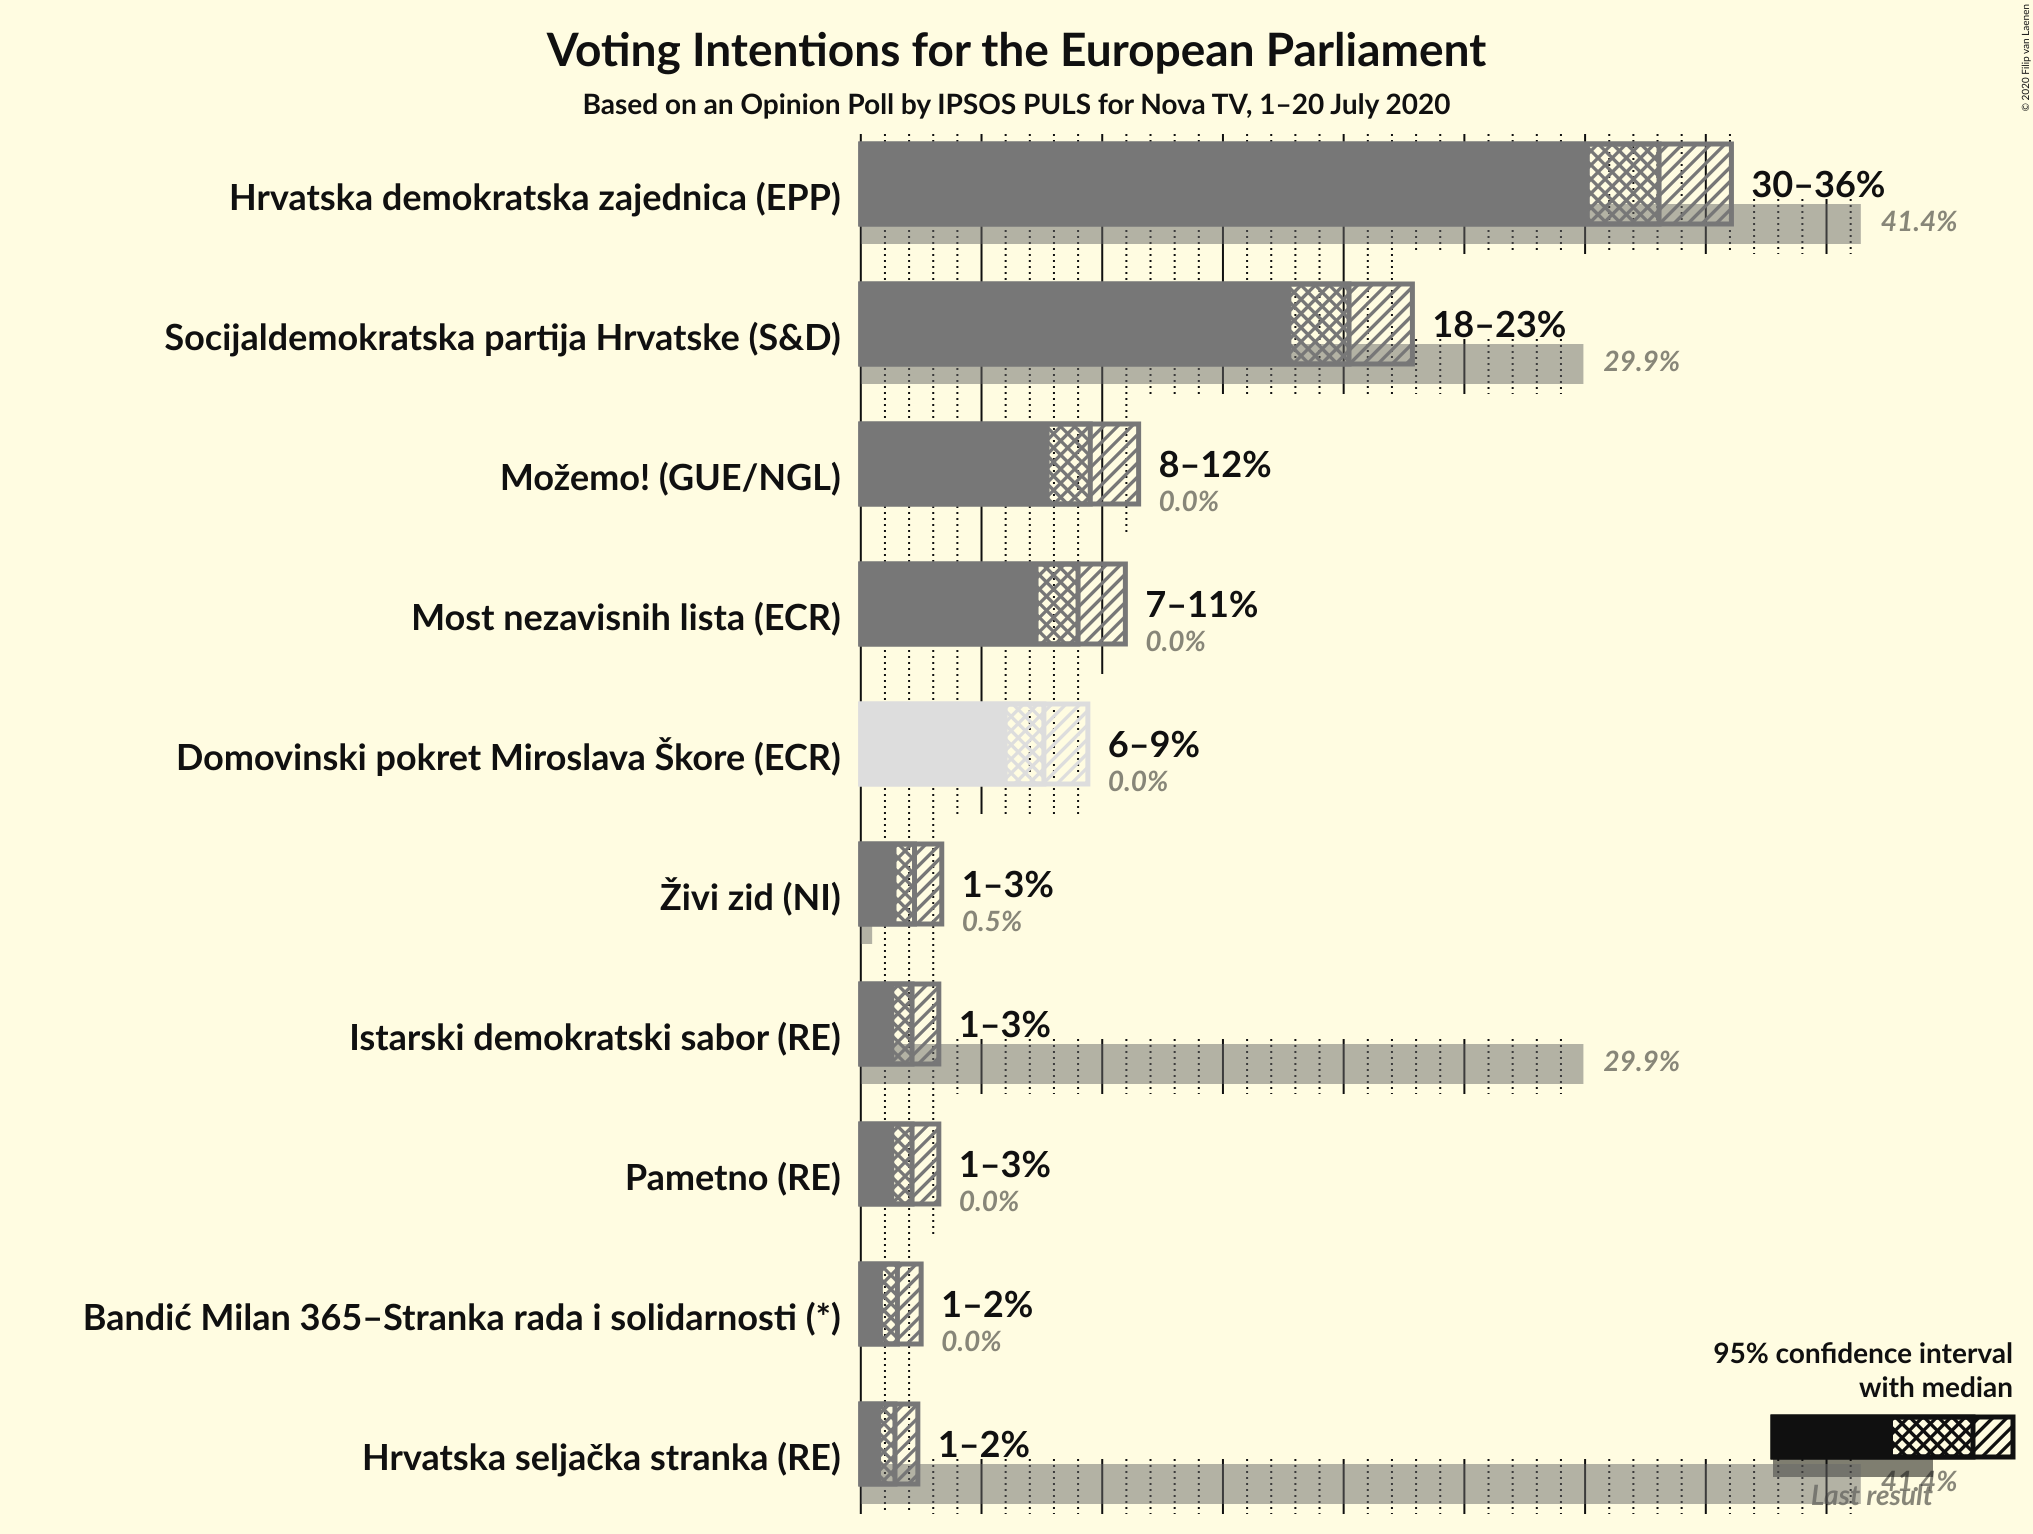 Voting Intentions for the European Parliament
Based on an Opinion Poll by IPSOS PULS for Nova TV, 1–20 July 2020
© 2020 Filip van Laenen
Hrvatska demokratska zajednica (EPP)
30–36%
41.4%
Socijaldemokratska partija Hrvatske (S&D)
18–23%
29.9%
Možemo! (GUE/NGL)
8–12%
0.0%
Most nezavisnih lista (ECR)
7–11%
0.0%
Domovinski pokret Miroslava Škore (ECR)
6–9%
0.0%
Živi zid (NI)
1–3%
0.5%
Istarski demokratski sabor (RE)
1–3%
29.9%
Pametno (RE)
1–3%
0.0%
Bandić Milan 365–Stranka rada i solidarnosti (*)
1–2%
0.0%
Hrvatska seljačka stranka (RE)
1–2%
41.4%
95% confidence interval
with median
Last result